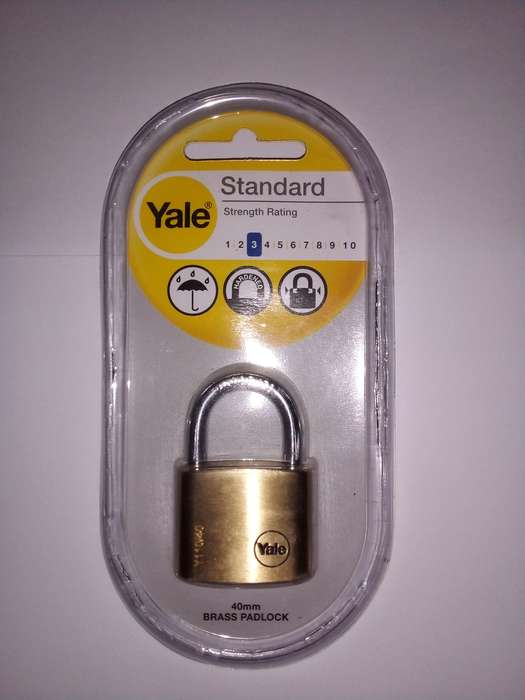 Standard
Yale®
Strength Rating
1 2 3 4 5 6 7 8 9 10
HARDENED
Yale
40mm
BRASS PADLOCK